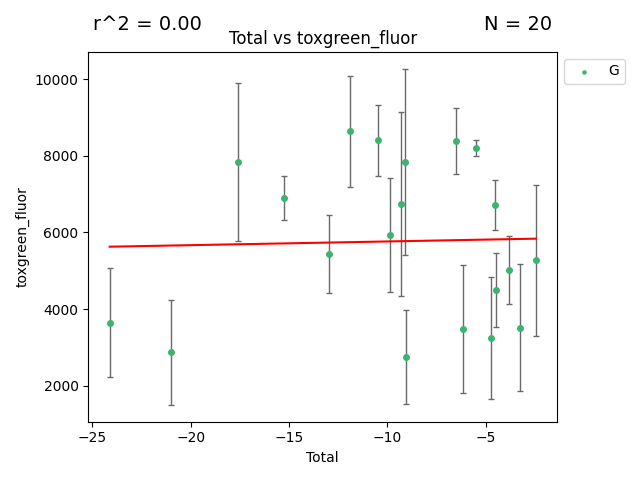 r^2 = 0.00
N = 20
Total vs toxgreen_fluor
G
10000
8000
6000
4000
2000
toxgreen_fluor
−25
−20
−15
−10
−5
Total